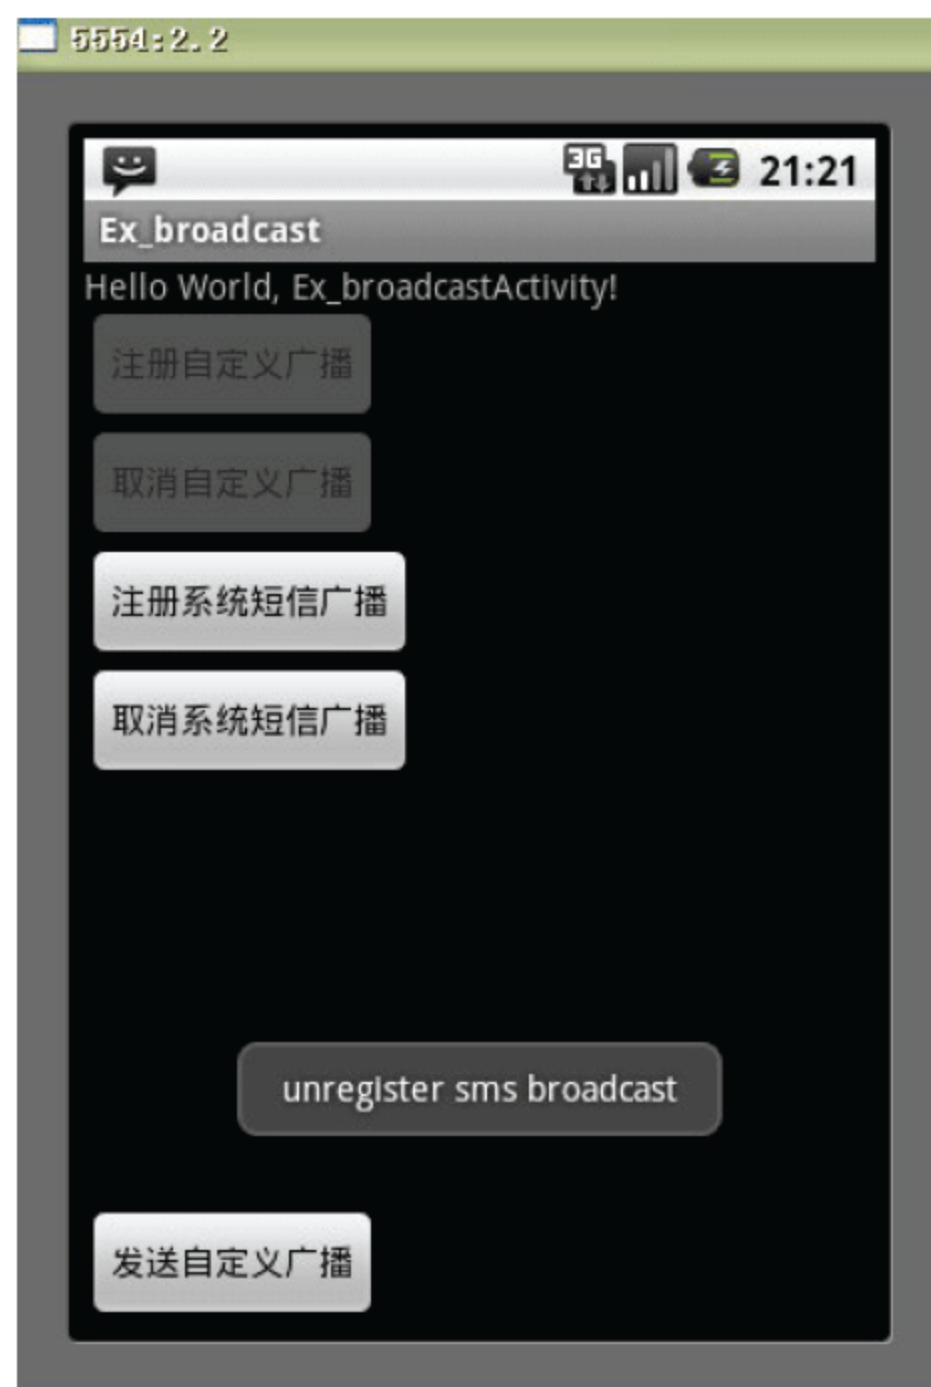 5554:2.2
3G 21:21
Ex_broadcast
Hello World, Ex_broadcastActivity!
注册自定义广播
取消自定义广播
注册系统短信广播
取消系统短信广播
unregister sms broadcast
发送自定义广播